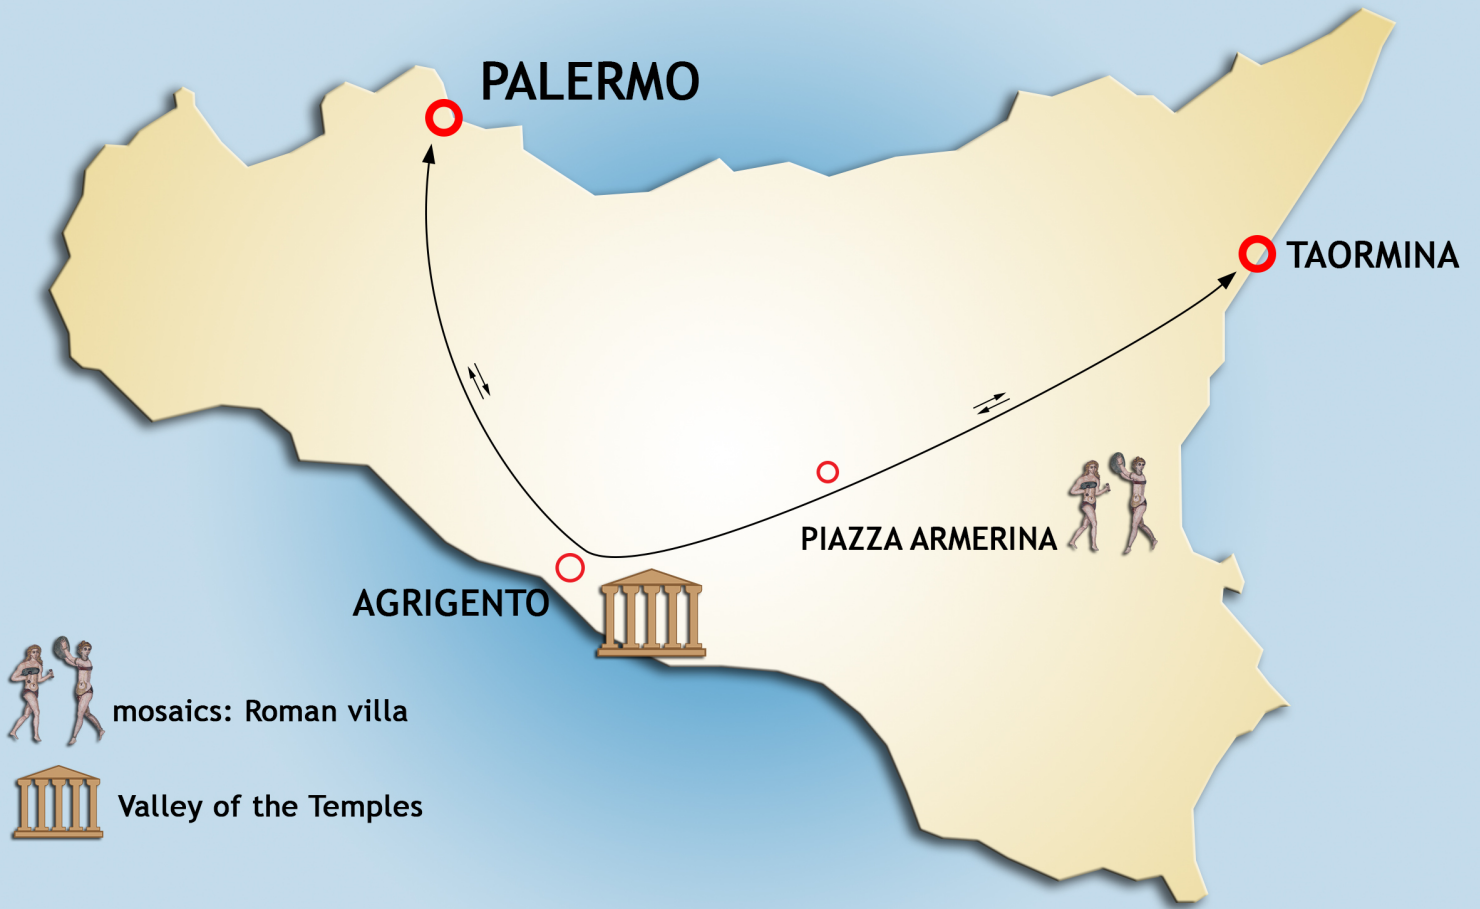 PALERMO
TAORMINA
PIAZZA ARMERINA
AGRIGENTO
mosaics: Roman villa
Valley of the Temples